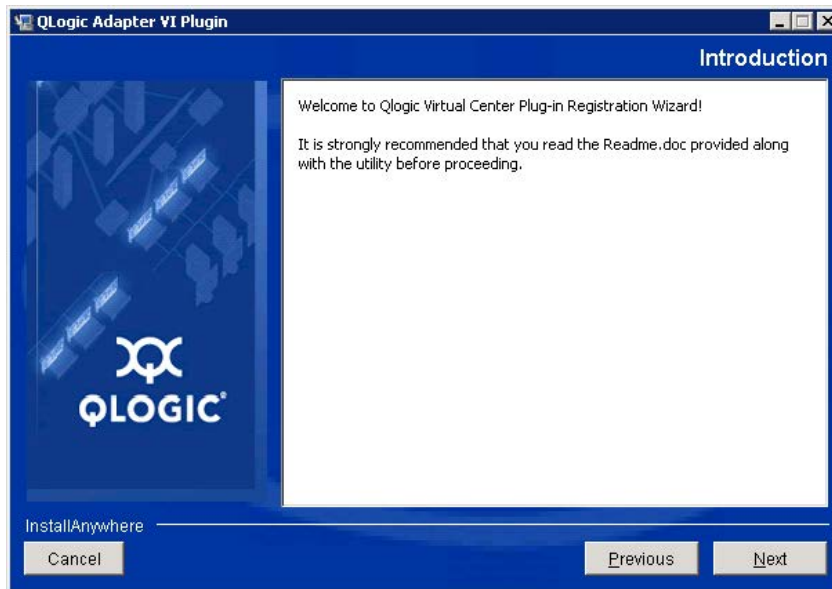 QLogic Adapter VI Plugin
Introduction
Welcome to Qlogic Virtual Center Plug-in Registration Wizard!
It is strongly recommended that you read the Readme.doc provided along
with the utility before proceeding.
QLOGIC®
InstallAnywhere
Cancel
Previous
Next